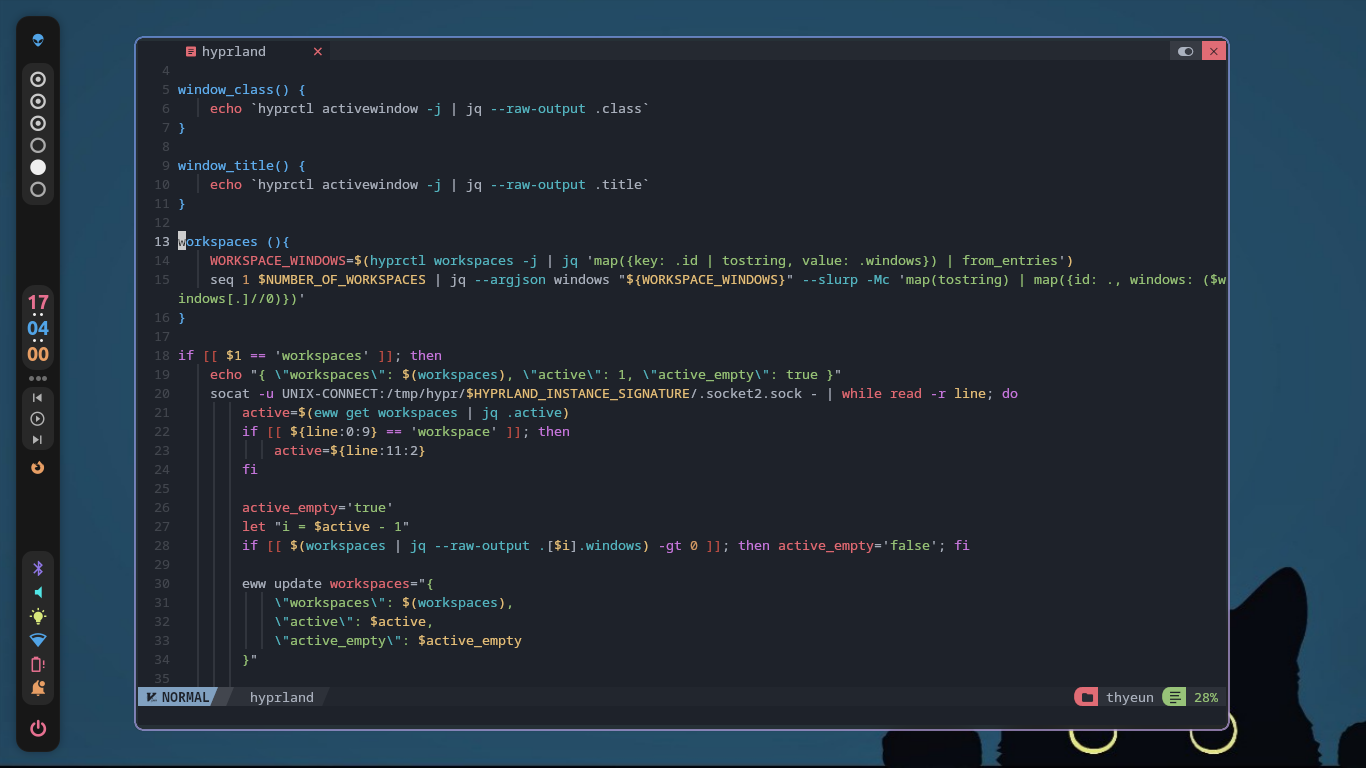 hyprland
4
5 window_class() {
6 echo `hyprctl activewindow -j | jq --raw-output .class`
7 }
8
9 window_title() {
10 echo `hyprctl activewindow -j | jq --raw-output .title`
11 }
12
13 workspaces (){
14 WORKSPACE_WINDOWS=$(hyprctl workspaces -j | jq 'map({key: .id | tostring, value: .windows}) | from_entries')
15 seq 1 $NUMBER_OF_WORKSPACES | jq --argjson windows "${WORKSPACE_WINDOWS}" --slurp -Mc 'map(tostring) | map({id: ., windows: ($w
indows[.]//0)})'
16 }
17
18 if [[ $1 == 'workspaces' ]]; then
19 echo "{ \"workspaces\": $(workspaces), \"active\": 1, \"active_empty\": true }"
20 socat -u UNIX-CONNECT:/tmp/hypr/$HYPRLAND_INSTANCE_SIGNATURE/.socket2.sock - | while read -r line; do
21 active=$(eww get workspaces | jq .active)
22 if [[ ${line:0:9} == 'workspace' ]]; then
23 active=${line:11:2}
24 fi
25
26 active_empty='true'
27 let "i = $active - 1"
28 if [[ $(workspaces | jq --raw-output .[$i].windows) -gt 0 ]]; then active_empty='false'; fi
29
30 eww update workspaces="{
31 \"workspaces\": $(workspaces),
32 \"active\": $active,
33 \"active_empty\": $active_empty
34 }"
35
NORMAL hyprland thyeun 28%
17
04
00